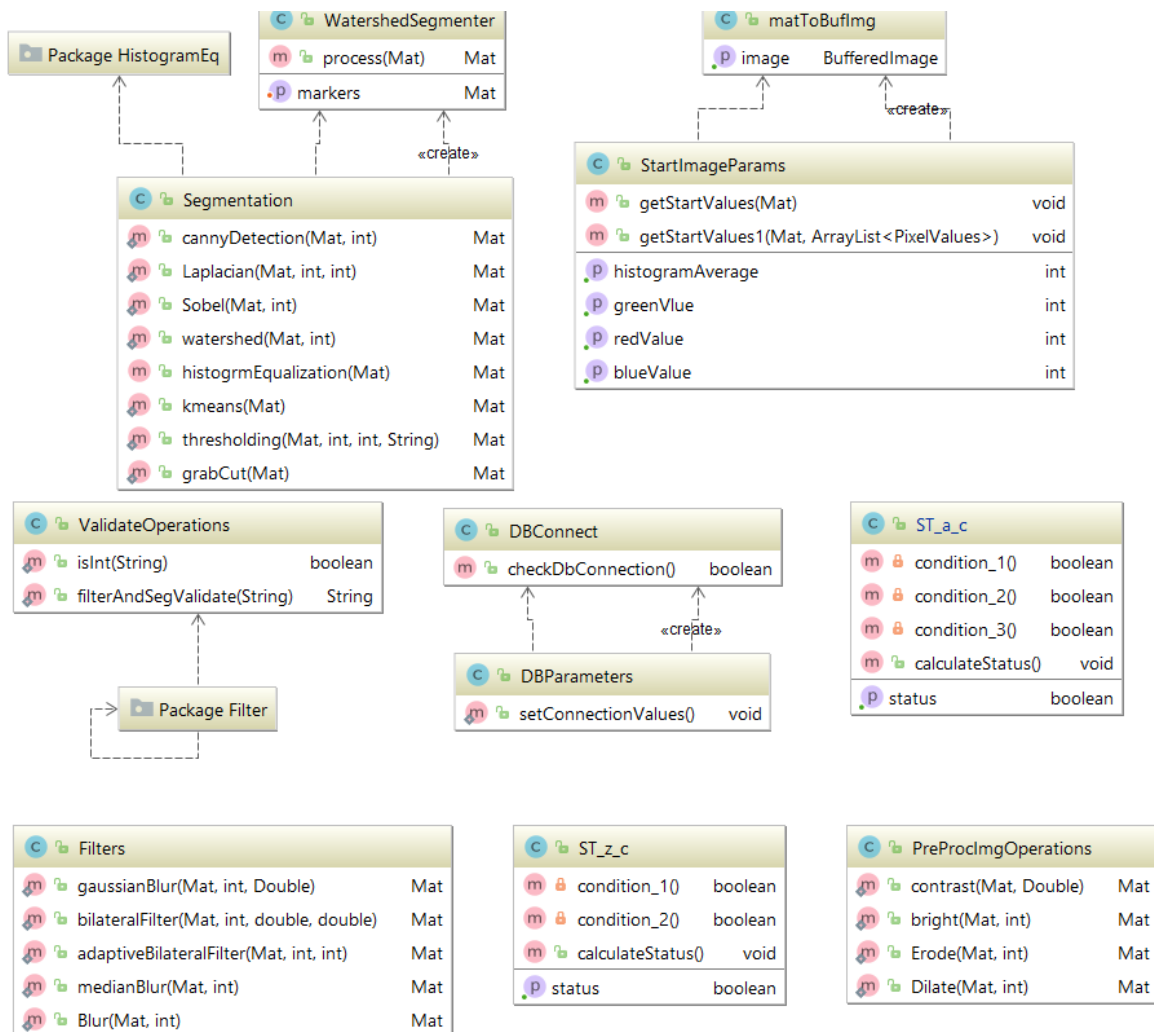 Package HistogramEq
C WatershedSegmenter
m process(Mat) Mat
p markers Mat
C matToBufImg
p image BufferedImage
«create»
«create»
C Segmentation
m cannyDetection(Mat, int) Mat
m Laplacian(Mat, int, int) Mat
m Sobel(Mat, int) Mat
m watershed(Mat, int) Mat
m histogrmEqualization(Mat) Mat
m kmeans(Mat) Mat
m thresholding(Mat, int, int, String) Mat
m grabCut(Mat) Mat
C StartImageParams
m getStartValues(Mat) void
m getStartValues1(Mat, ArrayList<PixelValues>) void
p histogramAverage int
p greenVlue int
p redValue int
p blueValue int
C ValidateOperations
m isInt(String) boolean
m filterAndSegValidate(String) String
Package Filter
C DBConnect
m checkDbConnection() boolean
«create»
C DBParameters
m setConnectionValues() void
C ST_a_c
m condition_1() boolean
m condition_2() boolean
m condition_3() boolean
m calculateStatus() void
p status boolean
C Filters
m gaussianBlur(Mat, int, Double) Mat
m bilateralFilter(Mat, int, double, double) Mat
m adaptiveBilateralFilter(Mat, int, int) Mat
m medianBlur(Mat, int) Mat
m Blur(Mat, int) Mat
C ST_z_c
m condition_1() boolean
m condition_2() boolean
m calculateStatus() void
p status boolean
C PreProcImgOperations
m contrast(Mat, Double) Mat
m bright(Mat, int) Mat
m Erode(Mat, int) Mat
m Dilate(Mat, int) Mat